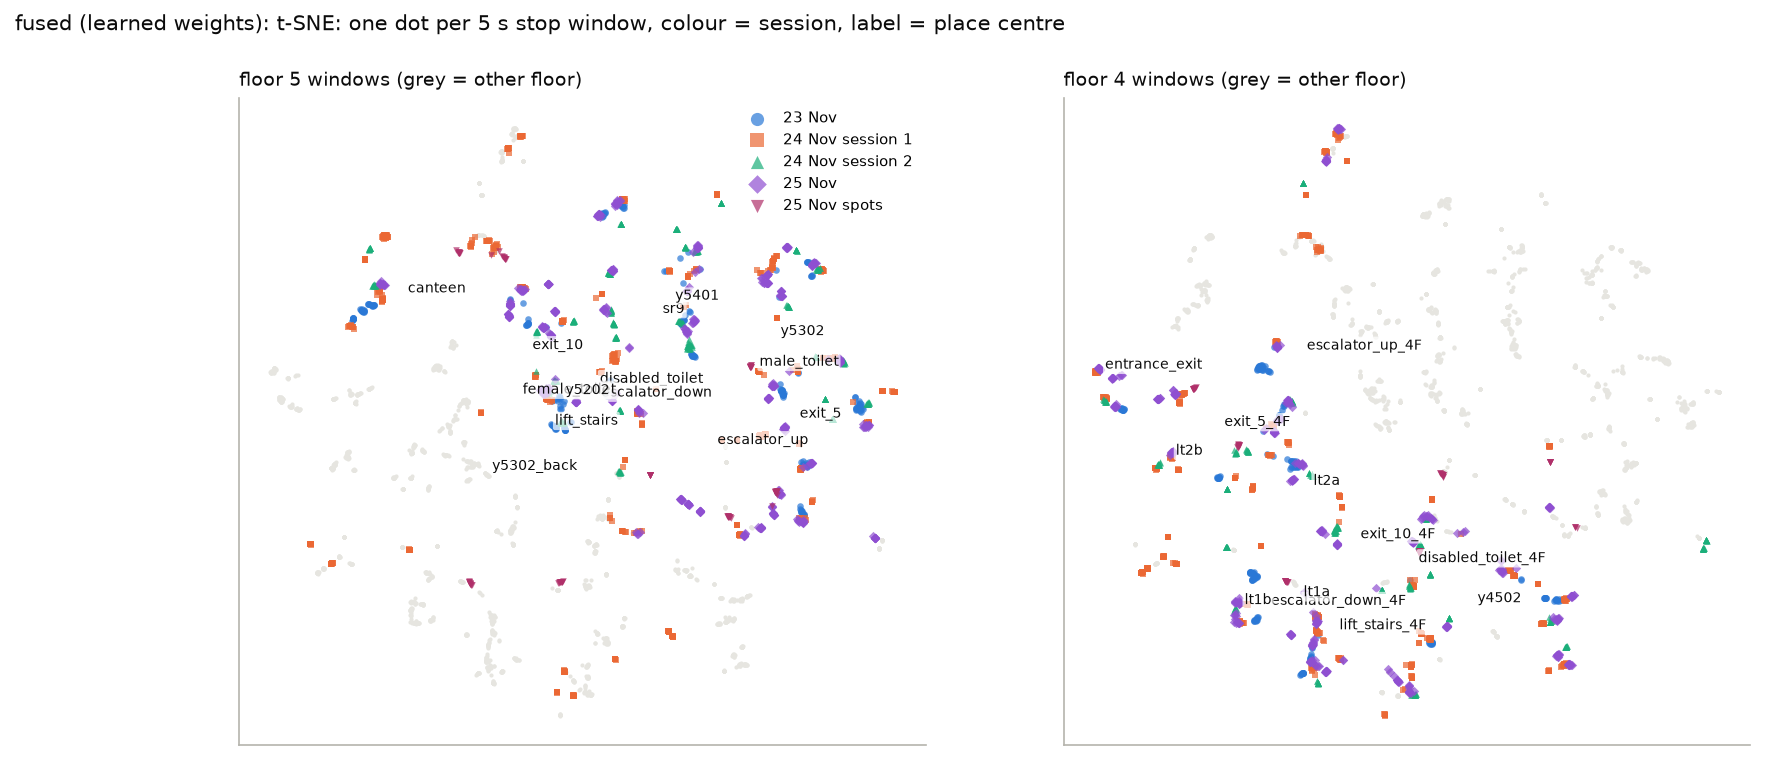 fused (learned weights): t-SNE: one dot per 5 s stop window, colour = session, label = place centre
floor 5 windows (grey = other floor)
23 Nov
24 Nov session 1
24 Nov session 2
25 Nov
25 Nov spots
canteen
y5401
sr9
y5302
exit_10
male_toilet
disabled_toilet
y5202
calator_down
exit_5
lift_stairs
escalator_up
y5302_back
floor 4 windows (grey = other floor)
escalator_up_4F
entrance_exit
exit_5_4F
lt2b
lt2a
exit_10_4F
disabled_toilet_4F
lt1a
lt1b
escalator_down_4F
y4502
lift_stairs_4F